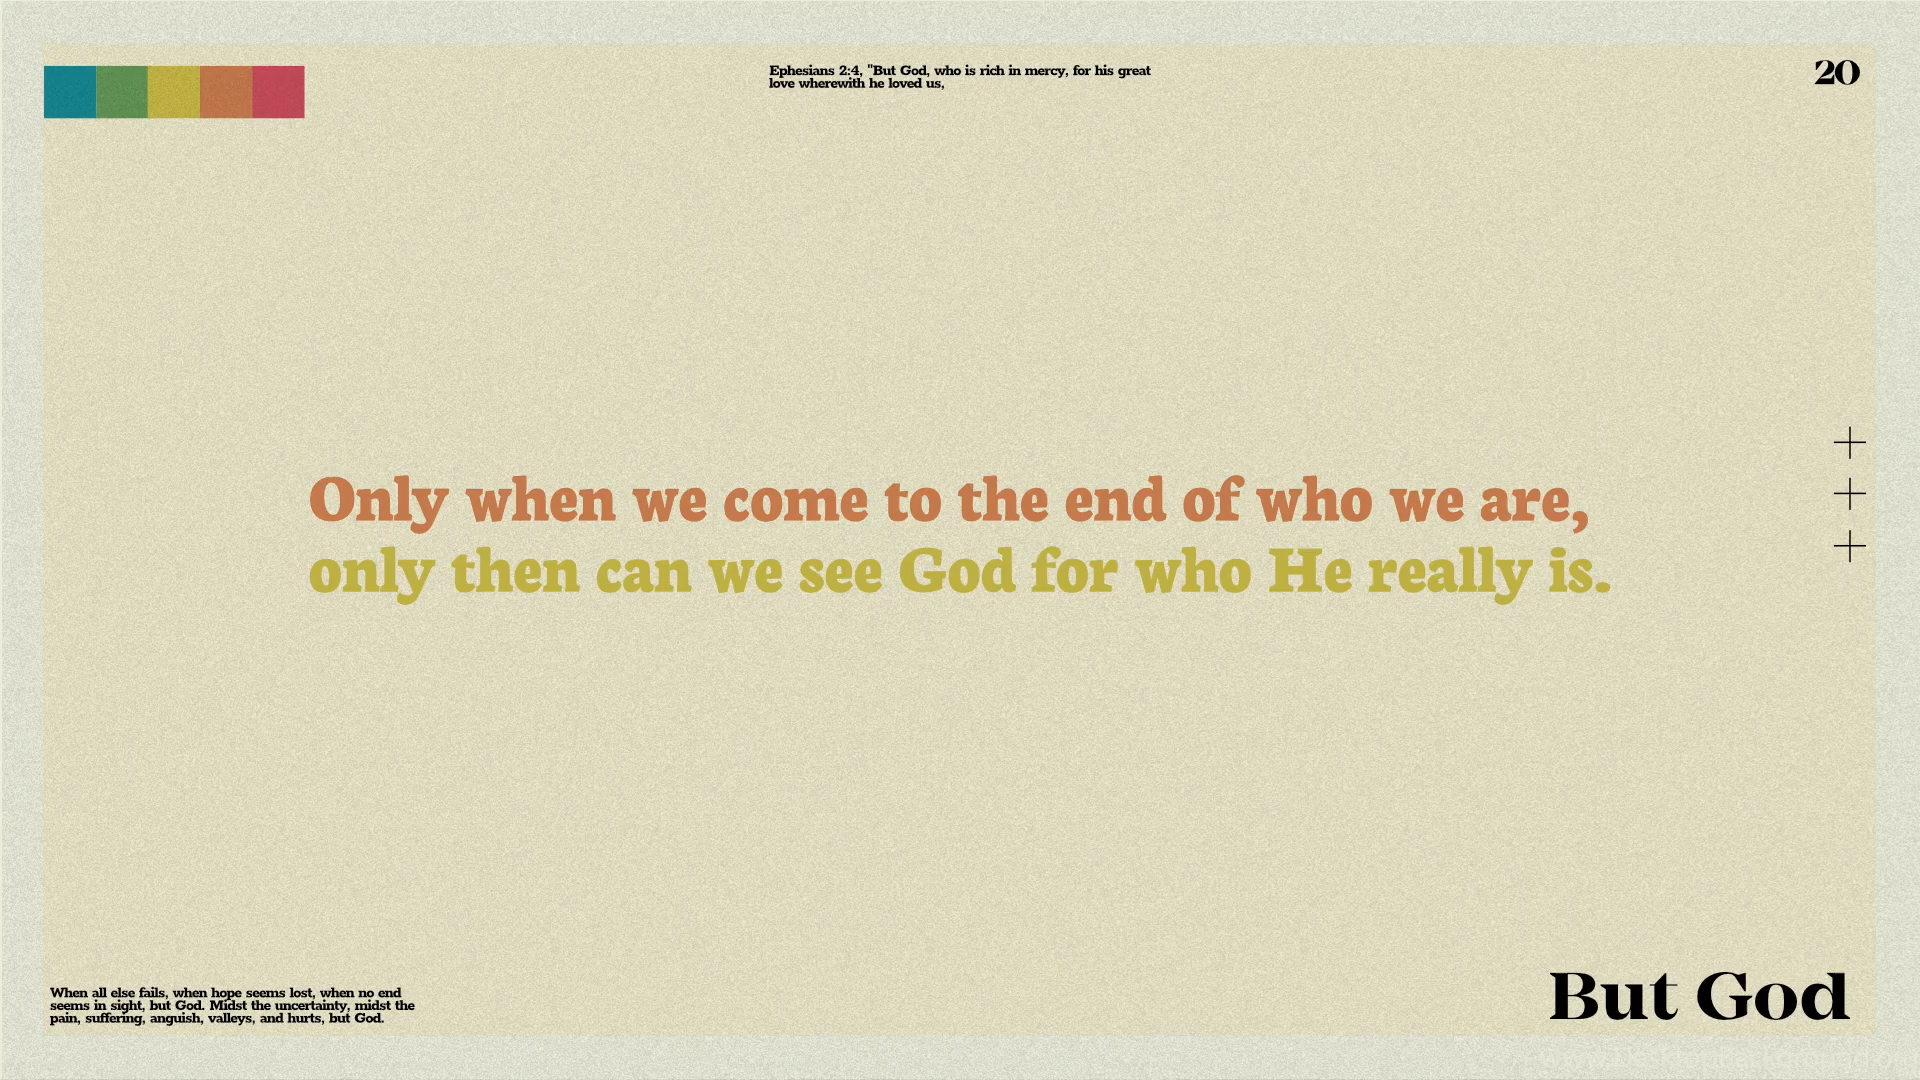 Ephesians 2:4, "But God, who is rich in mercy, for his great
love wherewith he loved us,
20
Only when we come to the end of who we are,
only then can we see God for who He really is.
When all else fails, when hope seems lost, when no end
seems in sight, but God. Midst the uncertainty, midst the
pain, suffering, anguish, valleys, and hurts, but God.
But God